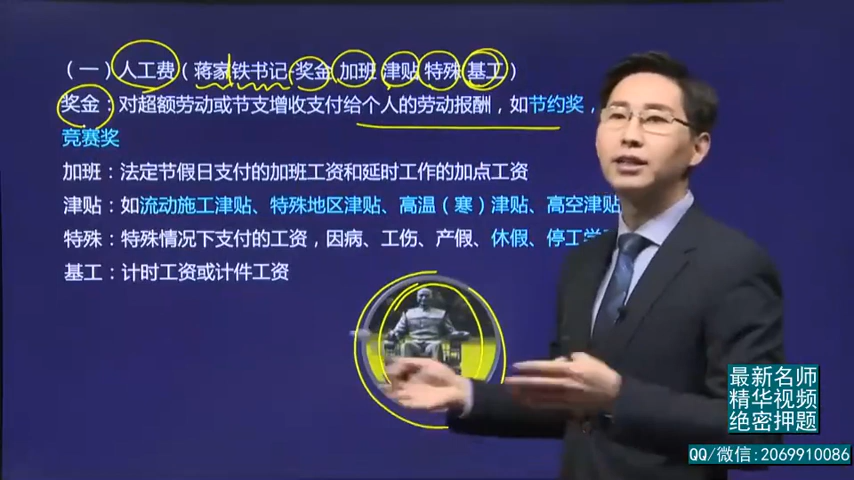 （一）人工费（蒋家铁书记-奖金 加班 津贴 特殊 基工）
奖金：对超额劳动或节支增收支付给个人的劳动报酬，如节约奖，
竞赛奖
加班：法定节假日支付的加班工资和延时工作的加点工资
津贴：如流动施工津贴、特殊地区津贴、高温（寒）津贴、高空津贴
特殊：特殊情况下支付的工资，因病、工伤、产假、休假、停工学
基工：计时工资或计件工资
最新名师
精华视频
绝密押题
QQ/微信:2069910086